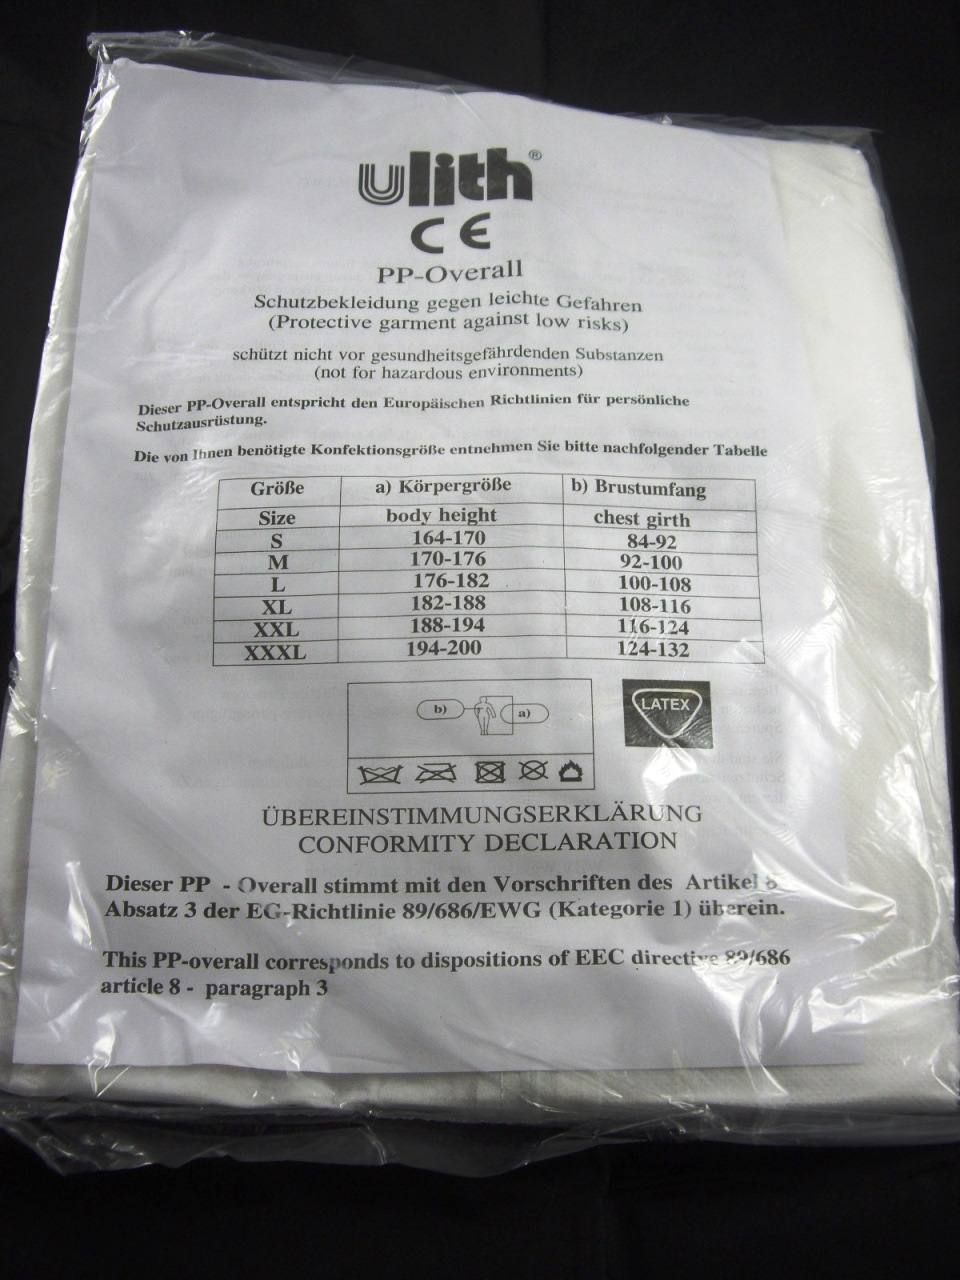 ulith®
CE
PP-Overall
Schutzbekleidung gegen leichte Gefahren
(Protective garment against low risks)
schützt nicht vor gesundheitsgefährdenden Substanzen
(not for hazardous environments)
Dieser PP-Overall entspricht den Europäischen Richtlinien für persönliche
Schutzausrüstung.
Die von Ihnen benötigte Konfektionsgröße entnehmen Sie bitte nachfolgender Tabelle
Größe a) Körpergröße b) Brustumfang
Size body height chest girth
S 164-170 84-92
M 170-176 92-100
L 176-182 100-108
XL 182-188 108-116
XXL 188-194 116-124
XXXL 194-200 124-132
b) a)
LATEX
ÜBEREINSTIMMUNGSERKLÄRUNG
CONFORMITY DECLARATION
Dieser PP - Overall stimmt mit den Vorschriften des Artikel 8
Absatz 3 der EG-Richtlinie 89/686/EWG (Kategorie 1) überein.
This PP-overall corresponds to dispositions of EEC directive 89/686
article 8 - paragraph 3